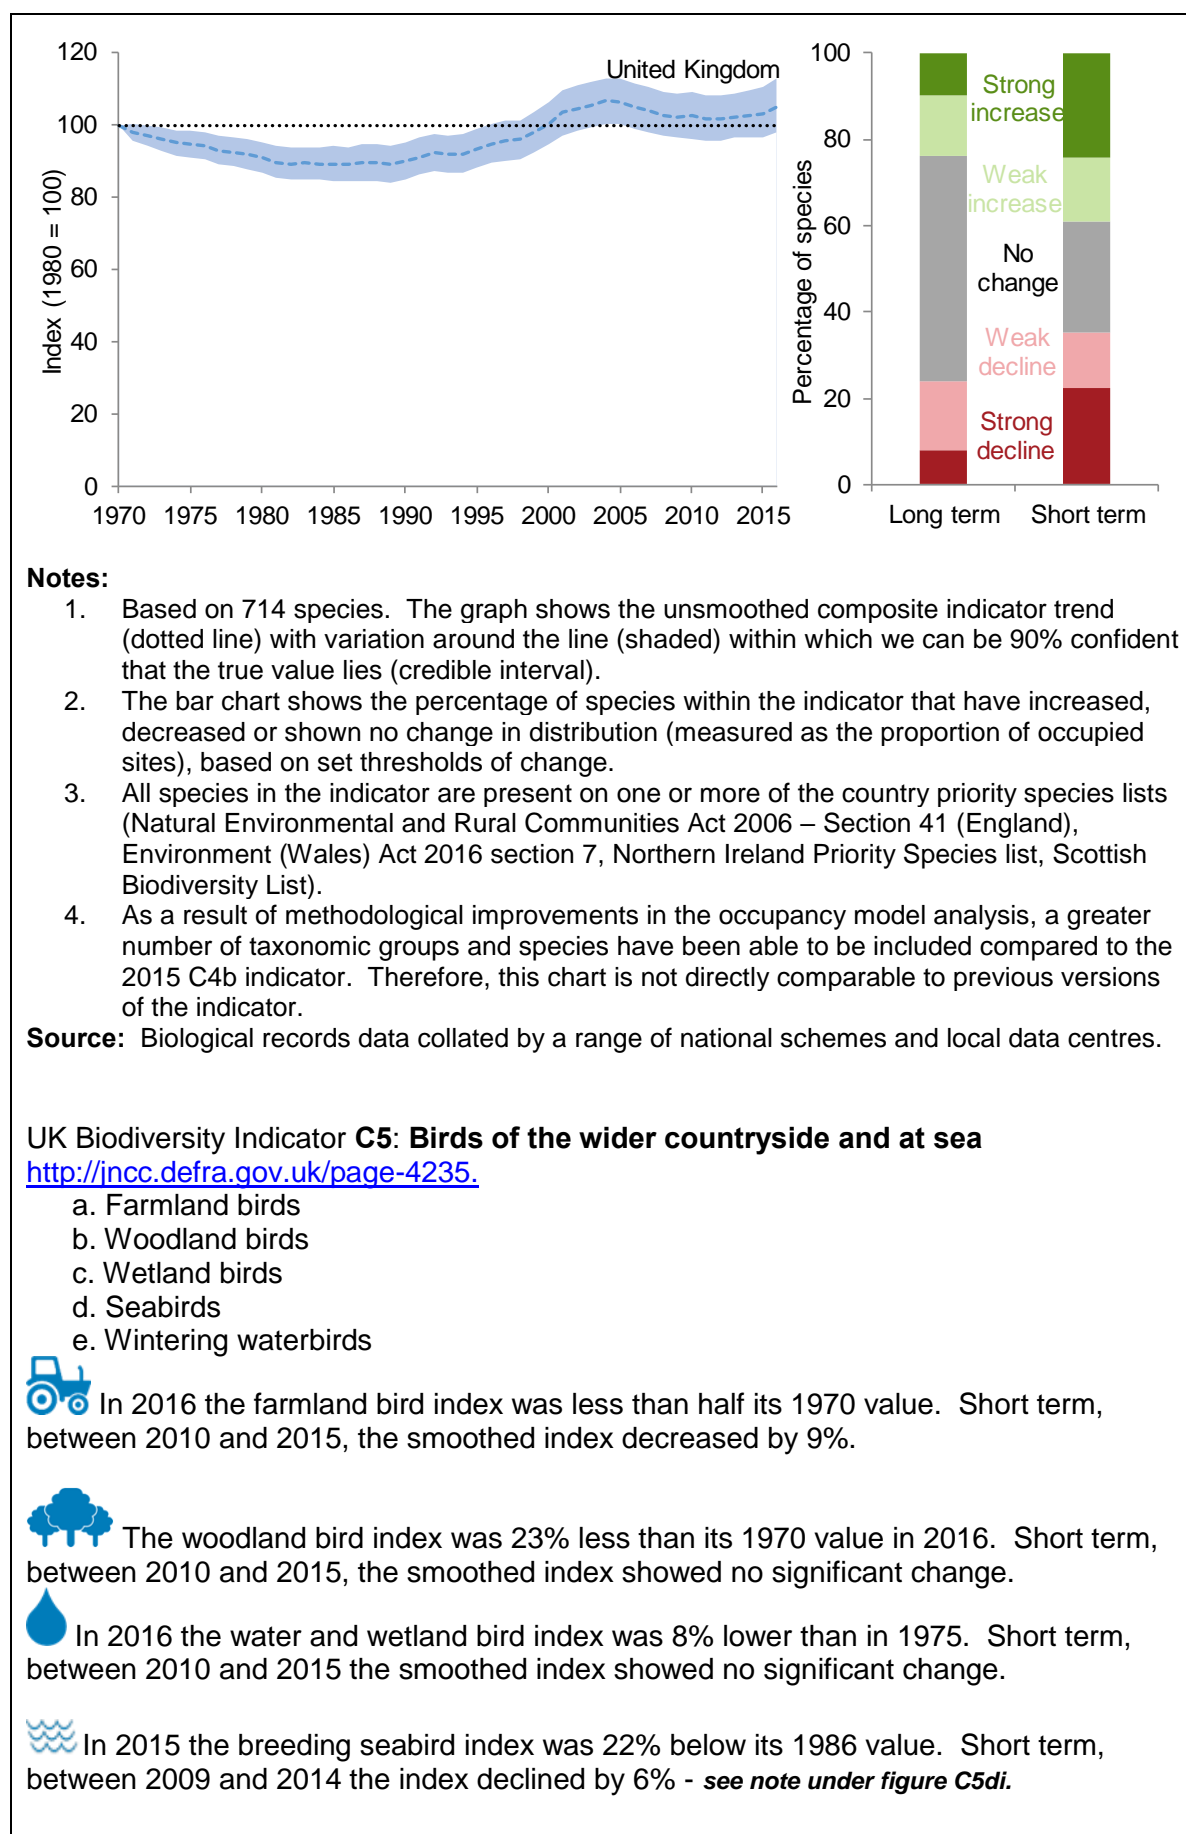 120
100
80
60
40
20
0
Index (1980 = 100)
United Kingdom
1970 1975 1980 1985 1990 1995 2000 2005 2010 2015
100
80
60
40
20
0
Percentage of species
Strong
increase
Weak
increase
No
change
Weak
decline
Strong
decline
Long term Short term
Notes:
1. Based on 714 species. The graph shows the unsmoothed composite indicator trend
(dotted line) with variation around the line (shaded) within which we can be 90% confident
that the true value lies (credible interval).
2. The bar chart shows the percentage of species within the indicator that have increased,
decreased or shown no change in distribution (measured as the proportion of occupied
sites), based on set thresholds of change.
3. All species in the indicator are present on one or more of the country priority species lists
(Natural Environmental and Rural Communities Act 2006 – Section 41 (England),
Environment (Wales) Act 2016 section 7, Northern Ireland Priority Species list, Scottish
Biodiversity List).
4. As a result of methodological improvements in the occupancy model analysis, a greater
number of taxonomic groups and species have been able to be included compared to the
2015 C4b indicator. Therefore, this chart is not directly comparable to previous versions
of the indicator.
Source: Biological records data collated by a range of national schemes and local data centres.
UK Biodiversity Indicator C5: Birds of the wider countryside and at sea
http://jncc.defra.gov.uk/page-4235.
a. Farmland birds
b. Woodland birds
c. Wetland birds
d. Seabirds
e. Wintering waterbirds
In 2016 the farmland bird index was less than half its 1970 value. Short term,
between 2010 and 2015, the smoothed index decreased by 9%.
The woodland bird index was 23% less than its 1970 value in 2016. Short term,
between 2010 and 2015, the smoothed index showed no significant change.
In 2016 the water and wetland bird index was 8% lower than in 1975. Short term,
between 2010 and 2015 the smoothed index showed no significant change.
In 2015 the breeding seabird index was 22% below its 1986 value. Short term,
between 2009 and 2014 the index declined by 6% - see note under figure C5di.